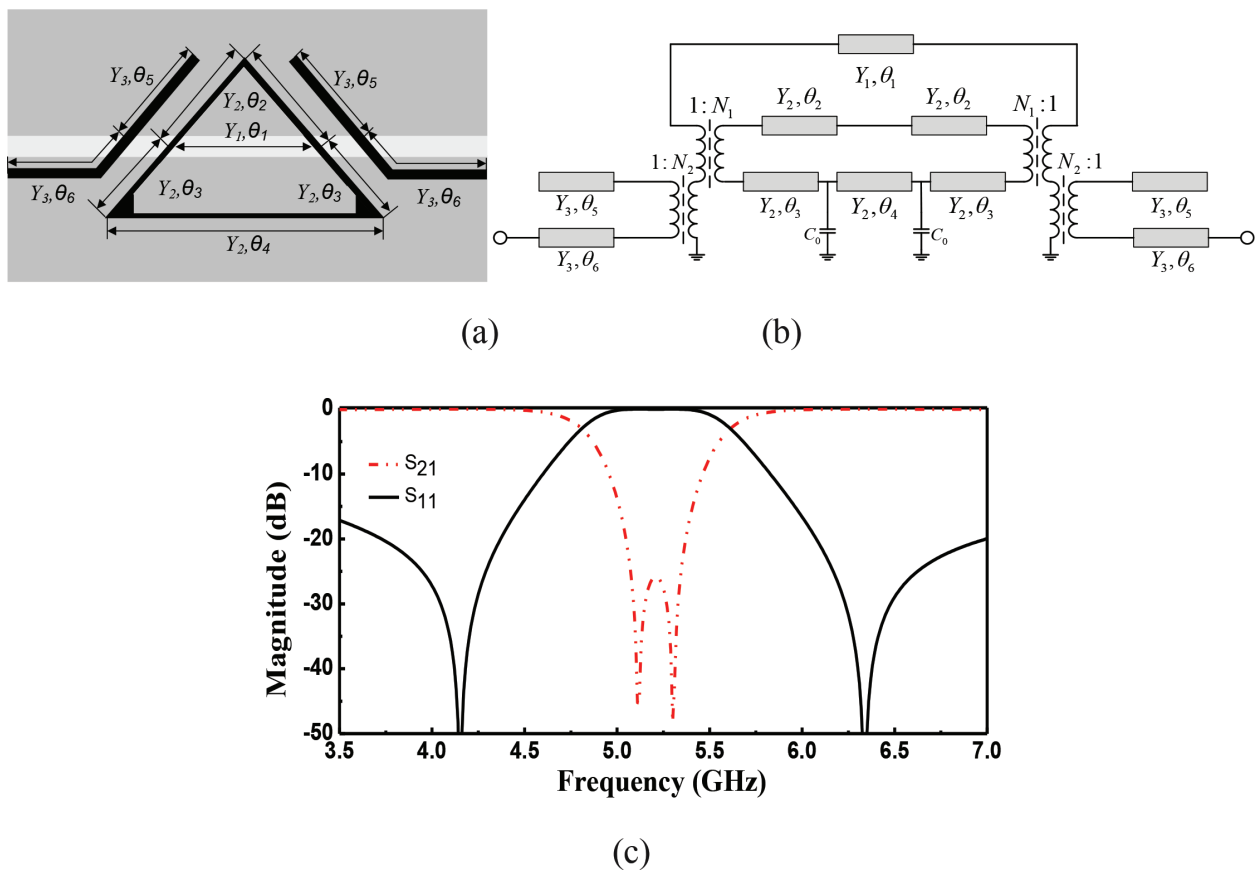 Y3,θ5
Y3,θ5
Y2,θ2
Y1,θ1
Y2,θ3
Y2,θ3
Y3,θ6
Y3,θ6
Y2,θ4
(a)
Y1,θ1
1:N1
Y2,θ2
Y2,θ2
N1:1
1:N2
N2:1
Y3,θ5
Y2,θ3
Y2,θ4
Y2,θ3
Y3,θ5
C0
C0
Y3,θ6
Y3,θ6
(b)
Magnitude (dB)
0
-10
-20
-30
-40
-50
S21
S11
3.5 4.0 4.5 5.0 5.5 6.0 6.5 7.0
Frequency (GHz)
(c)